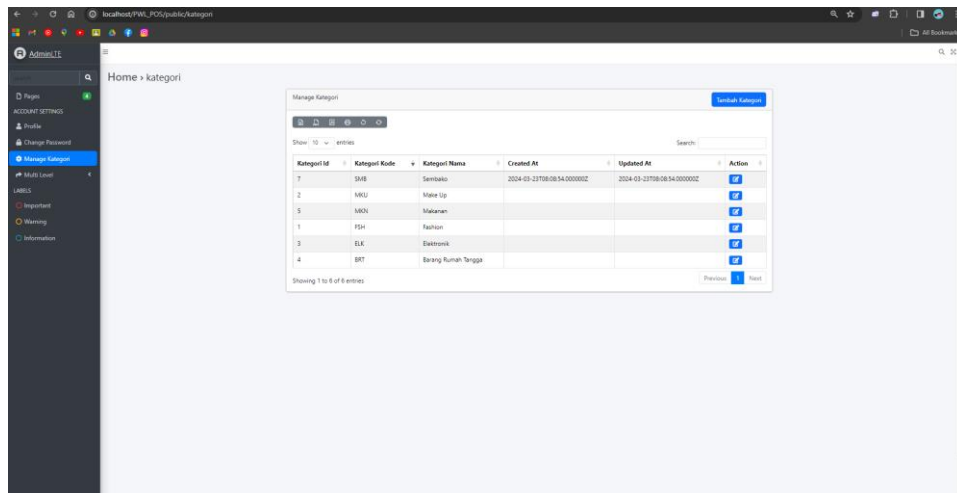 localhost/PWL_POS/public/kategori
All Bookmark
AdminLTE
Home › kategori
Pages 4
ACCOUNT SETTINGS
Profile
Change Password
Manage Kategori
Multi Level
LABELS
Important
Warning
Information
Manage Kategori
Tambah Kategori
Show 10 entries
Search:
Kategori Id Kategori Kode Kategori Nama Created At Updated At Action
7 SMB Sembako 2024-03-23T08:08:54.000000Z 2024-03-23T08:08:54.000000Z
2 MKU Make Up
5 MKN Makanan
1 FSH Fashion
3 ELK Elektronik
4 BRT Barang Rumah Tangga
Showing 1 to 6 of 6 entries
Previous 1 Next